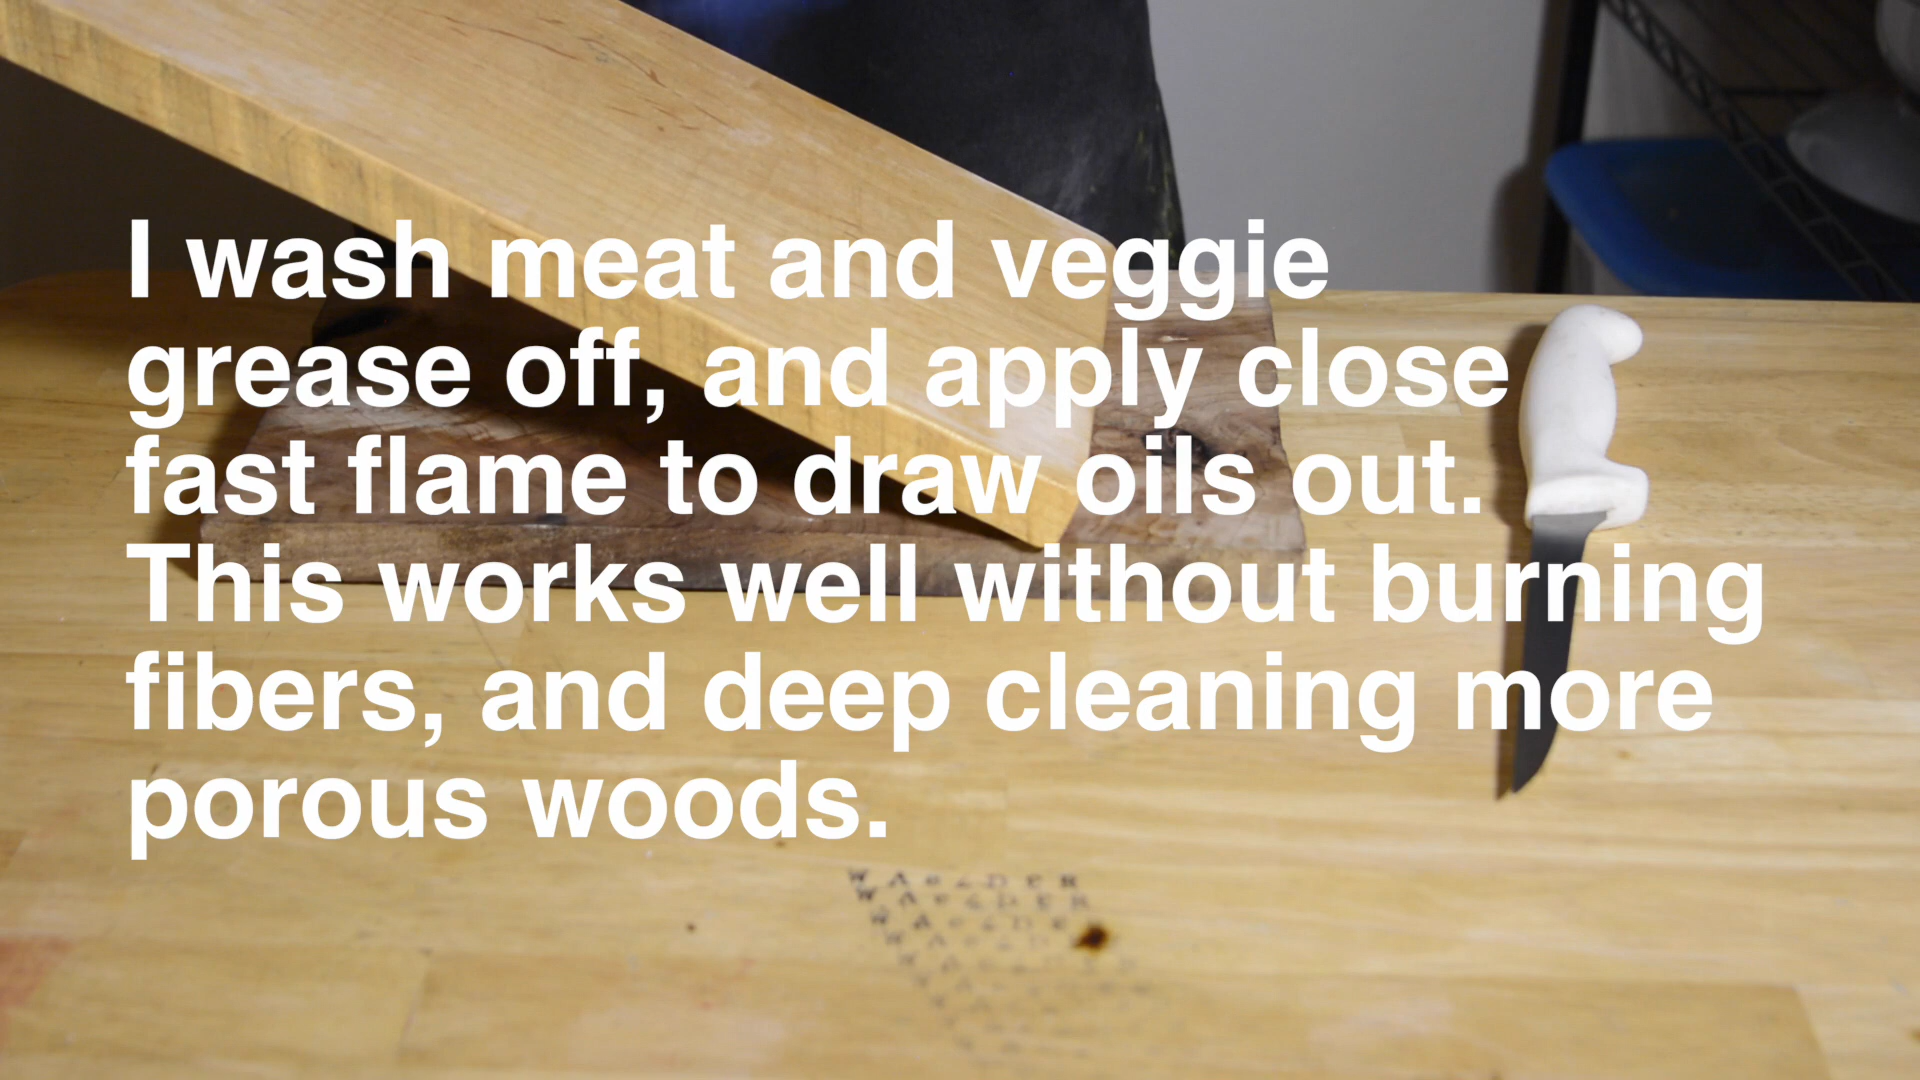 I wash meat and veggie
grease off, and apply close
fast flame to draw oils out.
This works well without burning
fibers, and deep cleaning more
porous woods.